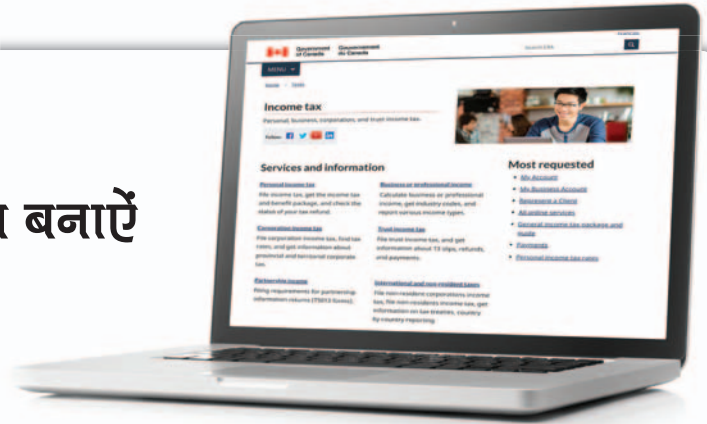 Français
Government of Canada
Gouvernement du Canada
MENU
Income tax
Personal, business, corporation, and trust income tax.
Follow:
Services and information
Personal income tax
File income tax, get the income tax
and benefit package, and check the
status of your tax refund.
Business or professional income
Calculate business or professional
income, get industry codes, and
report various income types.
Corporation income tax
File corporation income tax, find tax
rates, and get information about
provincial and territorial corporate
tax.
Trust income tax
File trust income tax, and get
information about T3 slips, refunds,
and payments.
Partnership income
filing requirements for partnership
information returns (T5013 forms).
International and non-resident taxes
File non-resident corporations income
tax, file non-residents income tax, get
information on tax treaties, country
by country reporting.
Most requested
My Account
My Business Account
Represent a Client
All online services
General income tax packages and
guide
Payments
Personal income tax rates
बनाऐं